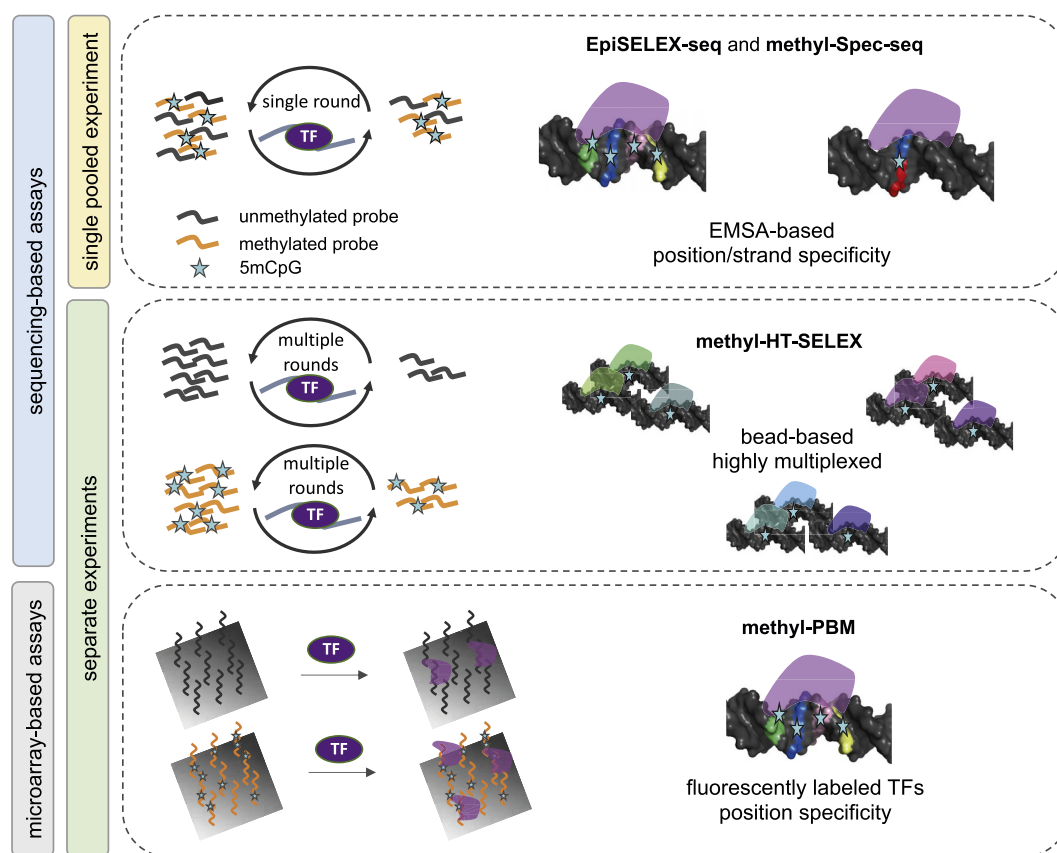 sequencing-based assays
microarray-based assays
single pooled experiment
separate experiments
EpiSELEX-seq and methyl-Spec-seq
single round
TF
unmethylated probe
methylated probe
5mCpG
EMSA-based
position/strand specificity
methyl-HT-SELEX
multiple
rounds
TF
multiple
rounds
TF
bead-based
highly multiplexed
methyl-PBM
TF
TF
fluorescently labeled TFs
position specificity